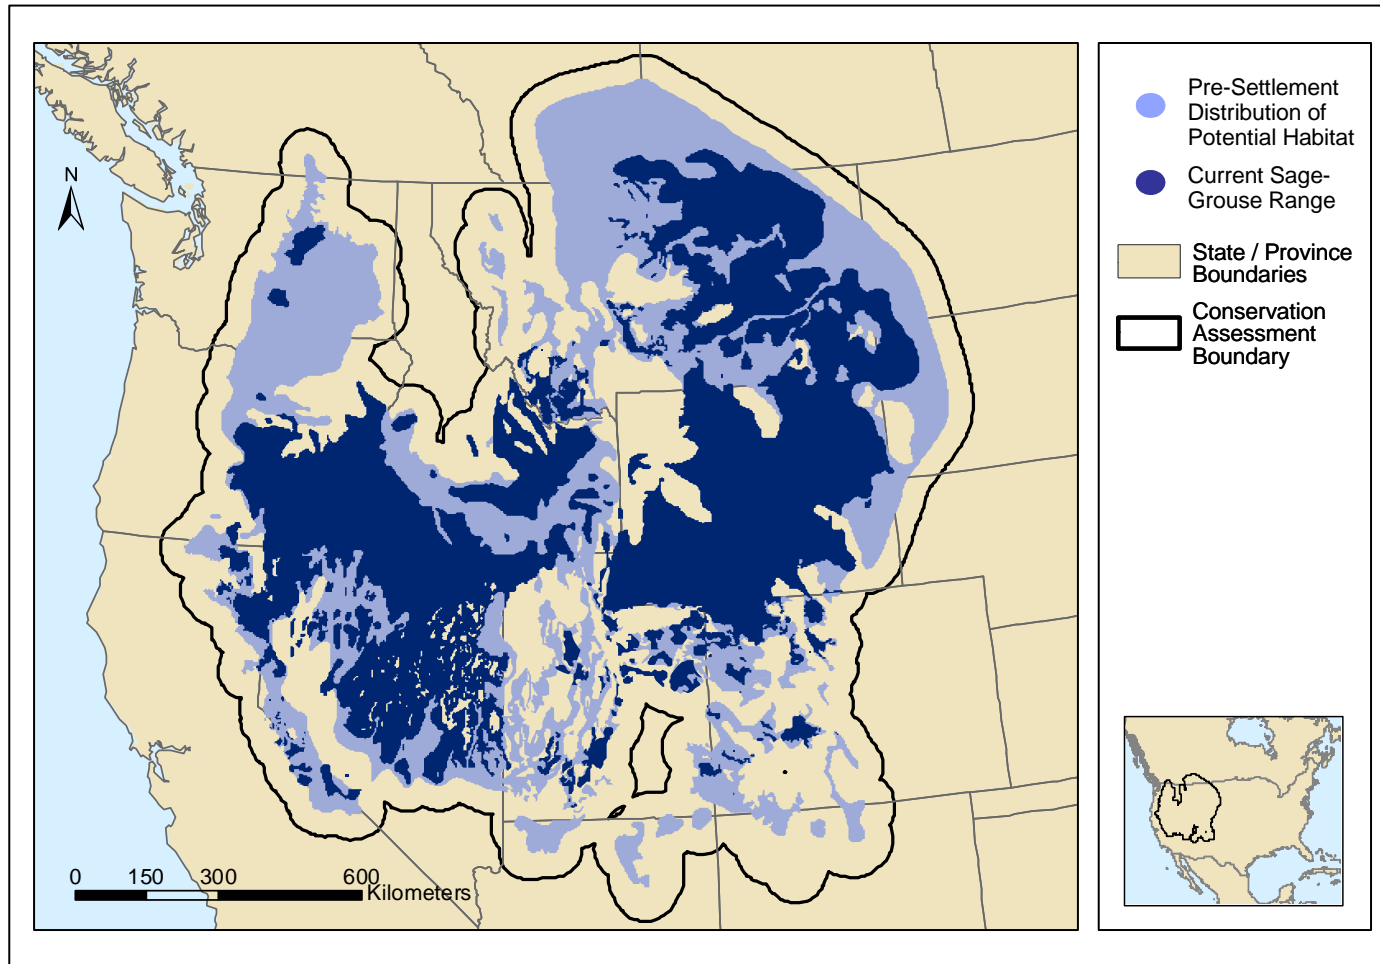 N
0 150 300 600
Kilometers
Pre-Settlement
Distribution of
Potential Habitat
Current Sage-
Grouse Range
State / Province
Boundaries
Conservation
Assessment
Boundary